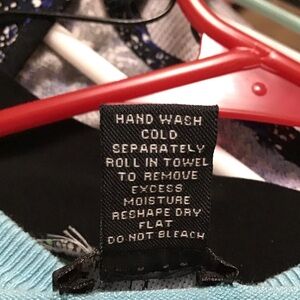 HAND WASH
COLD
SEPARATELY
ROLL IN TOWEL
TO REMOVE
EXCESS
MOISTURE
RESHAPE DRY
FLAT
DO NOT BLEACH